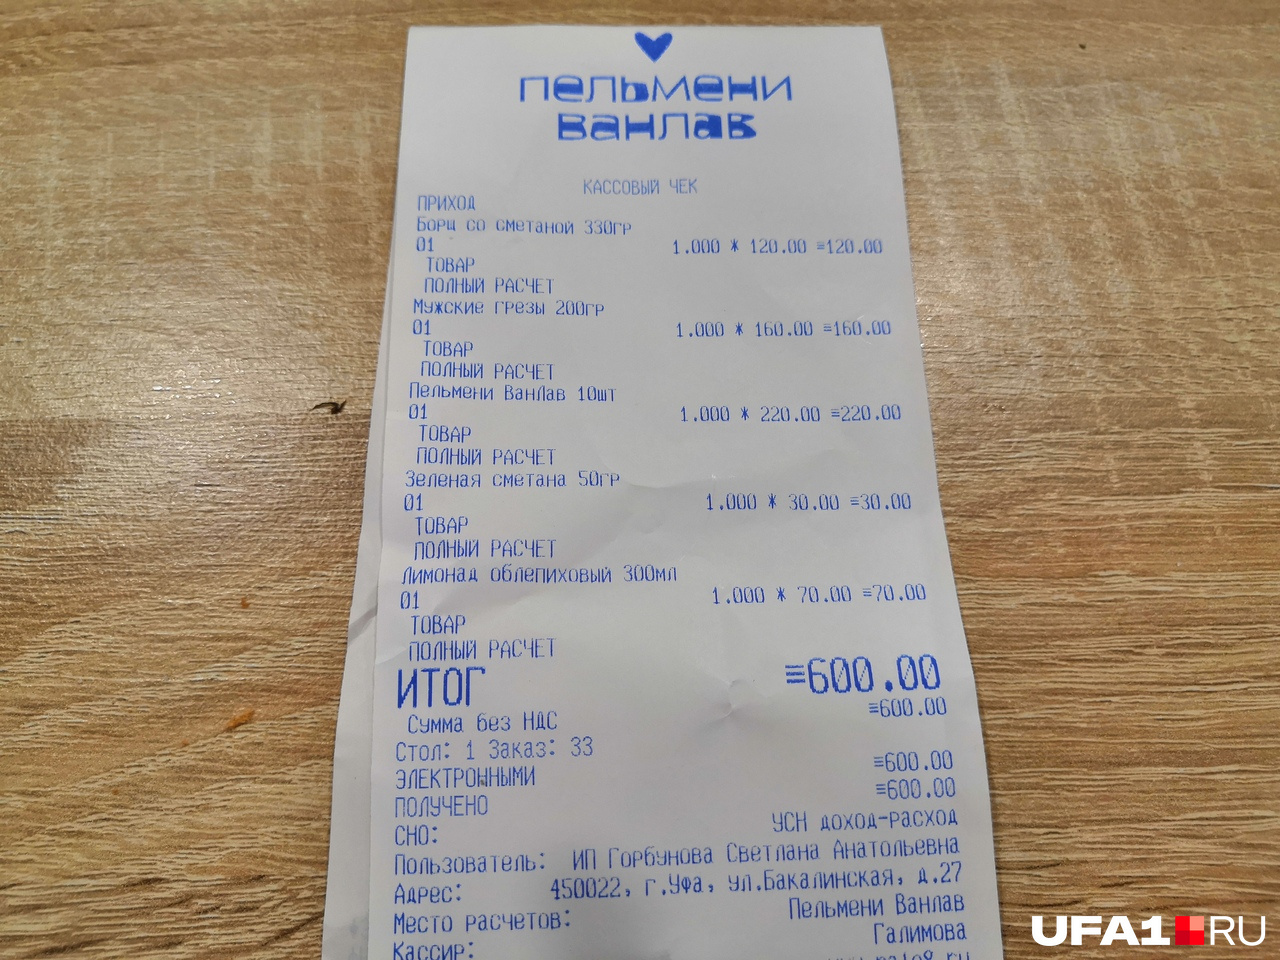 пельмени
ванлав
КАССОВЫЙ ЧЕК
ПРИХОД
Борщ со сметаной 330гр
01 1.000 * 120.00 ≡120.00
ТОВАР
ПОЛНЫЙ РАСЧЕТ
Мужские грезы 200гр
01 1.000 * 160.00 ≡160.00
ТОВАР
ПОЛНЫЙ РАСЧЕТ
Пельмени ВанЛав 10шт
01 1.000 * 220.00 ≡220.00
ТОВАР
ПОЛНЫЙ РАСЧЕТ
Зеленая сметана 50гр
01 1.000 * 30.00 ≡30.00
ТОВАР
ПОЛНЫЙ РАСЧЕТ
Лимонад облепиховый 300мл
01 1.000 * 70.00 ≡70.00
ТОВАР
ПОЛНЫЙ РАСЧЕТ
ИТОГ ≡600.00
Сумма без НДС ≡600.00
Стол: 1 Заказ: 33
ЭЛЕКТРОННЫМИ ≡600.00
ПОЛУЧЕНО ≡600.00
СНО: УСН доход-расход
Пользователь: ИП Горбунова Светлана Анатольевна
Адрес: 450022, г.Уфа, ул.Бакалинская, д.27
Место расчетов: Пельмени Ванлав
Кассир: Галимова
UFA1.RU